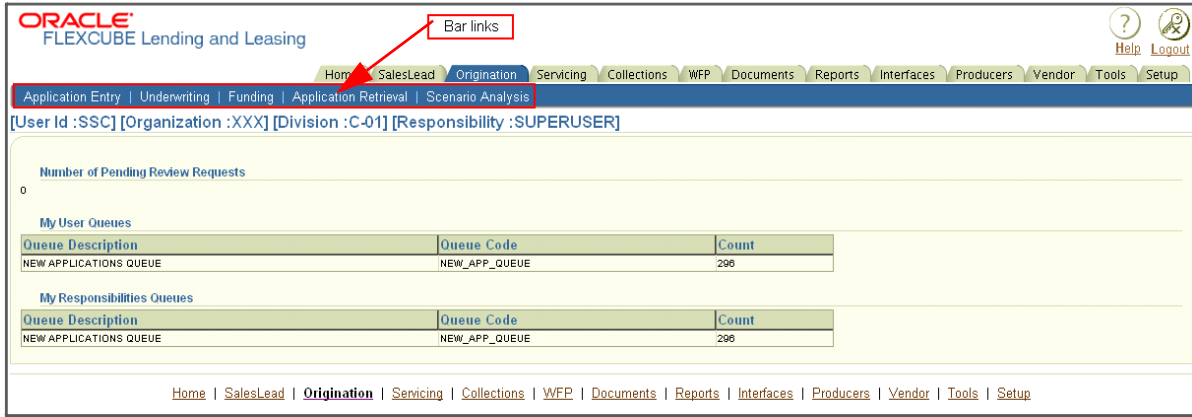 ORACLE
FLEXCUBE Lending and Leasing
Bar links
Help Logout
Home SalesLead Origination Servicing Collections WFP Documents Reports Interfaces Producers Vendor Tools Setup
Application Entry | Underwriting | Funding | Application Retrieval | Scenario Analysis
[User Id :SSC] [Organization :XXX] [Division :C-01] [Responsibility :SUPERUSER]
Number of Pending Review Requests
0
My User Queues
Queue Description Queue Code Count
NEW APPLICATIONS QUEUE NEW_APP_QUEUE 296
My Responsibilities Queues
Queue Description Queue Code Count
NEW APPLICATIONS QUEUE NEW_APP_QUEUE 296
Home | SalesLead | Origination | Servicing | Collections | WFP | Documents | Reports | Interfaces | Producers | Vendor | Tools | Setup